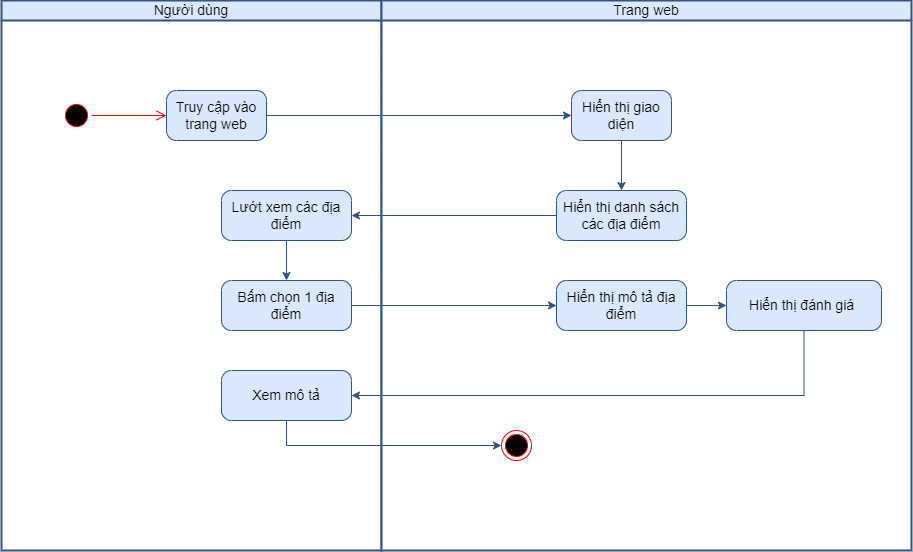 Người dùng
Trang web
Truy cập vào
trang web
Hiển thị giao
diện
Lướt xem các địa
điểm
Hiển thị danh sách
các địa điểm
Bấm chọn 1 địa
điểm
Hiển thị mô tả địa
điểm
Hiển thị đánh giá
Xem mô tả